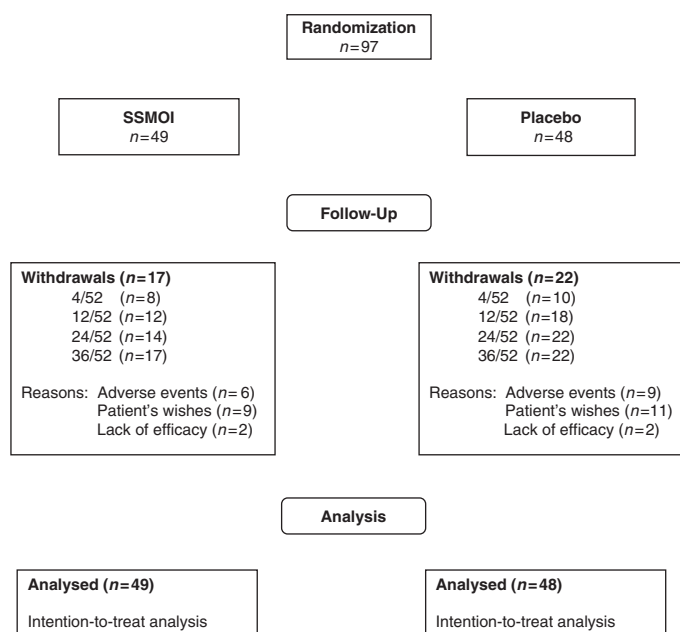 Randomization
n=97
SSMOI
n=49
Placebo
n=48
Follow-Up
Withdrawals (n=17)
4/52 (n=8)
12/52 (n=12)
24/52 (n=14)
36/52 (n=17)
Reasons: Adverse events (n= 6)
Patient's wishes (n=9)
Lack of efficacy (n=2)
Withdrawals (n=22)
4/52 (n=10)
12/52 (n=18)
24/52 (n=22)
36/52 (n=22)
Reasons: Adverse events (n=9)
Patient's wishes (n=11)
Lack of efficacy (n=2)
Analysis
Analysed (n=49)
Intention-to-treat analysis
Analysed (n=48)
Intention-to-treat analysis